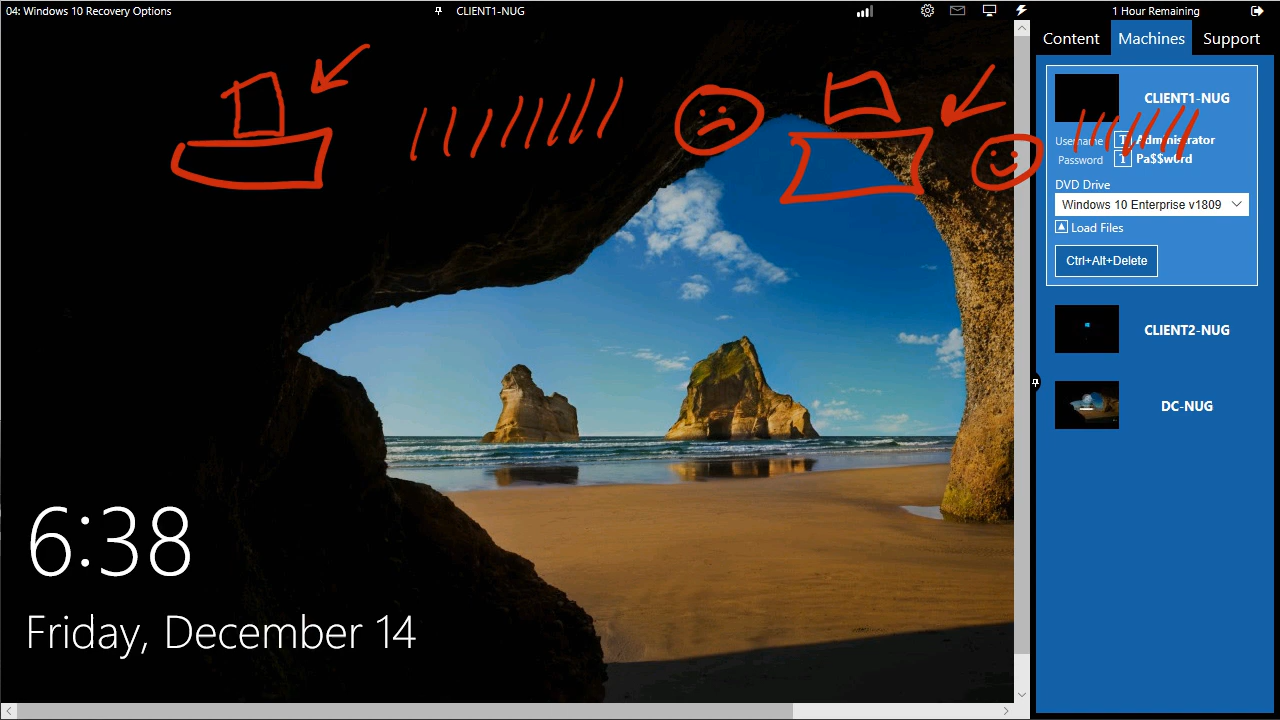 04: Windows 10 Recovery Options
CLIENT1-NUG
1 Hour Remaining
Content
Machines
Support
CLIENT1-NUG
Username
T
Administrator
Password
T
Pa$$w0rd
DVD Drive
Windows 10 Enterprise v1809
Load Files
Ctrl+Alt+Delete
CLIENT2-NUG
DC-NUG
6:38
Friday, December 14